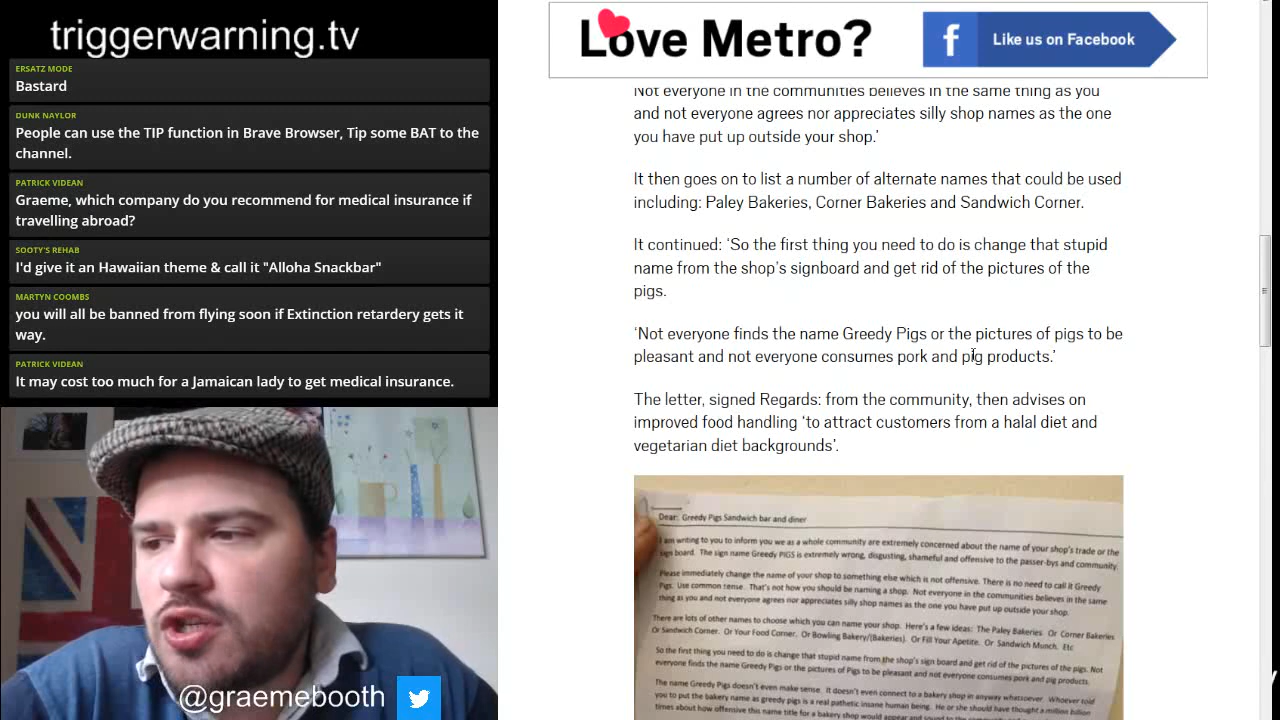 triggerwarning.tv
ERSATZ MODE
Bastard
DUNK NAYLOR
People can use the TIP function in Brave Browser, Tip some BAT to the
channel.
PATRICK VIDEAN
Graeme, which company do you recommend for medical insurance if
travelling abroad?
SOOTY'S REHAB
I'd give it an Hawaiian theme & call it "Alloha Snackbar"
MARTYN COOMBS
you will all be banned from flying soon if Extinction retardery gets it
way.
PATRICK VIDEAN
It may cost too much for a Jamaican lady to get medical insurance.
@graemebooth
Love Metro?
f Like us on Facebook
Not everyone in the communities believes in the same thing as you
and not everyone agrees nor appreciates silly shop names as the one
you have put up outside your shop.’
It then goes on to list a number of alternate names that could be used
including: Paley Bakeries, Corner Bakeries and Sandwich Corner.
It continued: ‘So the first thing you need to do is change that stupid
name from the shop’s signboard and get rid of the pictures of the
pigs.
‘Not everyone finds the name Greedy Pigs or the pictures of pigs to be
pleasant and not everyone consumes pork and pig products.’
The letter, signed Regards: from the community, then advises on
improved food handling ‘to attract customers from a halal diet and
vegetarian diet backgrounds’.
Dear: Greedy Pigs Sandwich bar and diner
I am writing to you to inform you we as a whole community are extremely concerned about the name of your shop's trade or the
sign board. The sign name Greedy PIGS is extremely wrong, disgusting, shameful and offensive to the passer-bys and community.
Please immediately change the name of your shop to something else which is not offensive. There is no need to call it Greedy
Pigs. Use common sense. That's not how you should be naming a shop. Not everyone in the communities believes in the same
thing as you and not everyone agrees nor appreciates silly shop names as the one you have put up outside your shop.
There are lots of other names to choose which you can name your shop. Here's a few ideas: The Paley Bakeries Or Corner Bakeries
Or Sandwich Corner. Or Your Food Corner. Or Bowling Bakery/(Bakeries). Or Fill Your Apetite. Or Sandwich Munch. Etc
So the first thing you need to do is change that stupid name from the shop's sign board and get rid of the pictures of the pigs. Not
everyone finds the name Greedy Pigs or the pictures of Pigs to be pleasant and not everyone consumes pork and pig products.
The name Greedy Pigs doesn't even make sense. It doesn't even connect to a bakery shop in anyway whatsoever. Whoever told
you to put the bakery name as greedy pigs is a real pathetic insane human being. He or she should have thought a million billion
times about how offensive this name title for a bakery shop would appear and sound to the